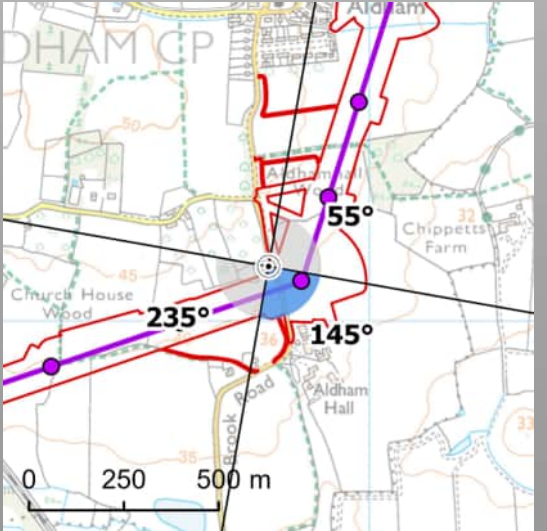 Aldham
DHAM CP
50
Aldhamhall
Wood
55°
32
Chippetts
Farm
45
Church House
Wood
235°
36
145°
Aldham
Hall
Brook Road
33
35
0 250 500 m